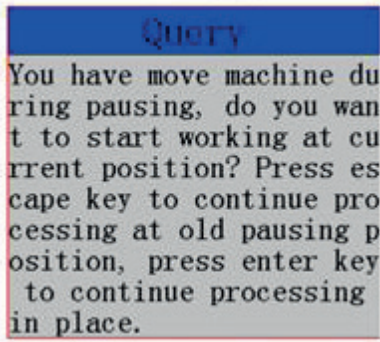 Query
You have move machine du
ring pausing, do you wan
t to start working at cu
rrent position? Press es
cape key to continue pro
cessing at old pausing p
osition, press enter key
 to continue processing
in place.